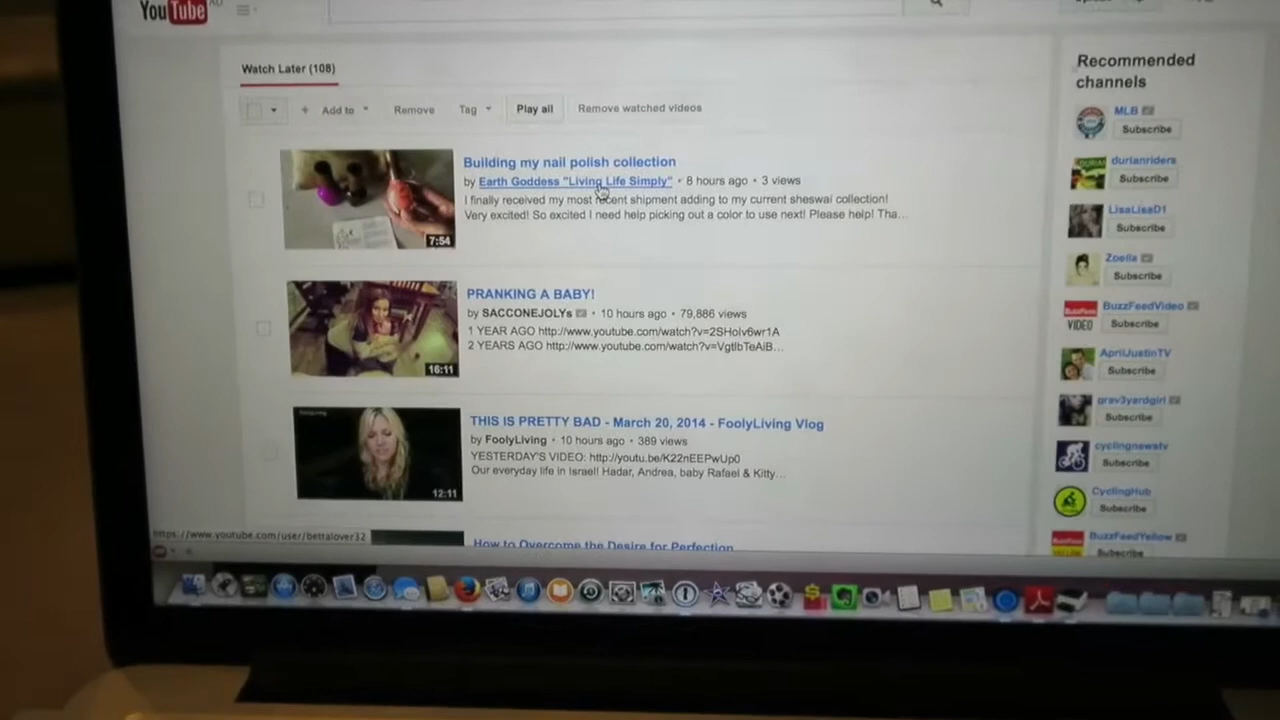 YouTube
Watch Later (108)
+ Add to
Remove
Tag
Play all
Remove watched videos
Building my nail polish collection
by Earth Goddess "Living Life Simply" • 8 hours ago • 3 views
I finally received my most recent shipment adding to my current sheswai collection!
Very excited! So excited I need help picking out a color to use next! Please help! Tha...
7:54
PRANKING A BABY!
by SACCONEJOLYs • 10 hours ago • 79,886 views
1 YEAR AGO http://www.youtube.com/watch?v=2SHolv6wr1A
2 YEARS AGO http://www.youtube.com/watch?v=VgtlbTeAiB...
16:11
THIS IS PRETTY BAD - March 20, 2014 - FoolyLiving Vlog
by FoolyLiving • 10 hours ago • 389 views
YESTERDAY'S VIDEO: http://youtu.be/K22nEEPwUp0
Our everyday life in Israel! Hadar, Andrea, baby Rafael & Kitty...
12:11
How to Overcome the Desire for Perfection
https://www.youtube.com/user/bettalover32
Recommended
channels
MLB
Subscribe
durianriders
Subscribe
LisaLisaD1
Subscribe
Zoella
Subscribe
BuzzFeedVideo
VIDEO
Subscribe
AprilJustinTV
Subscribe
grav3yardgirl
Subscribe
cyclingnewstv
Subscribe
CyclingHub
Subscribe
BuzzFeedYellow
Subscribe